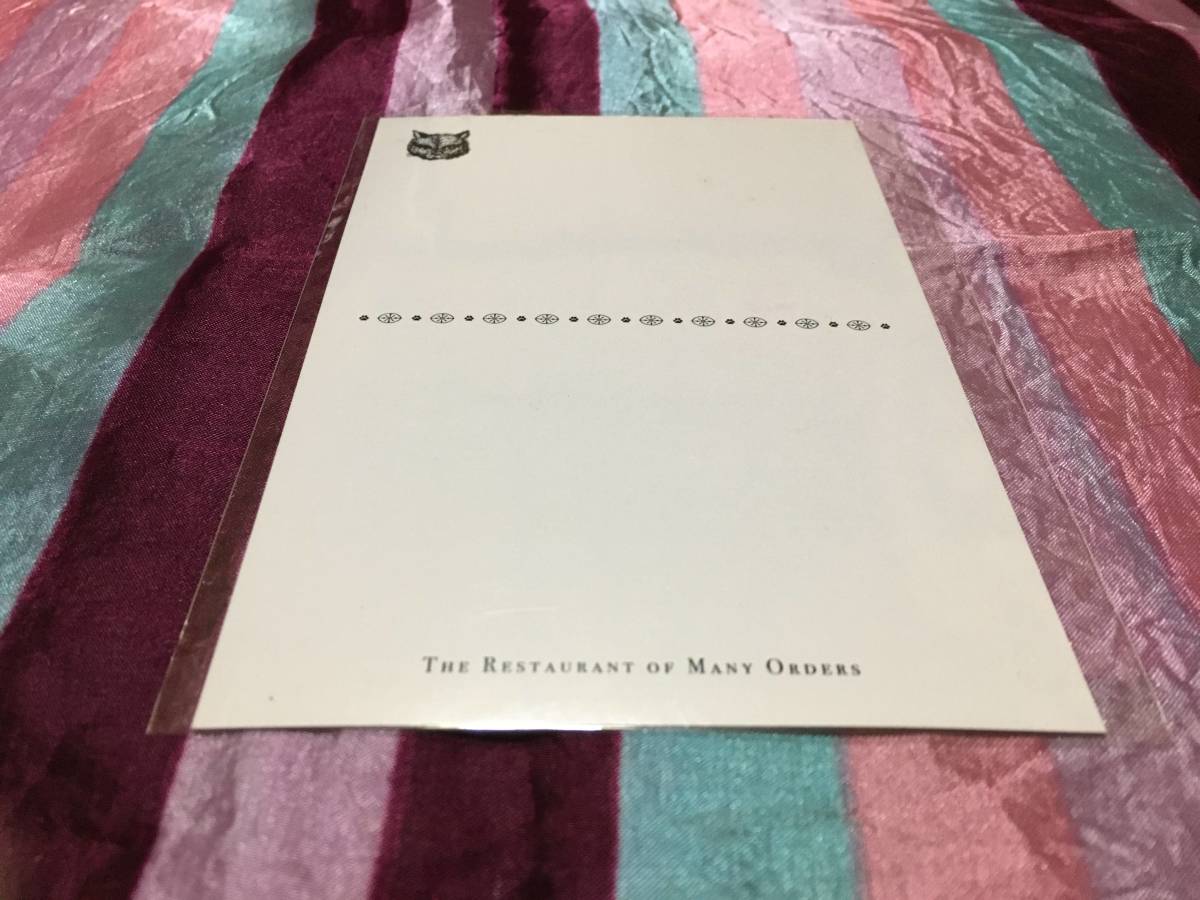 The Restaurant of Many Orders